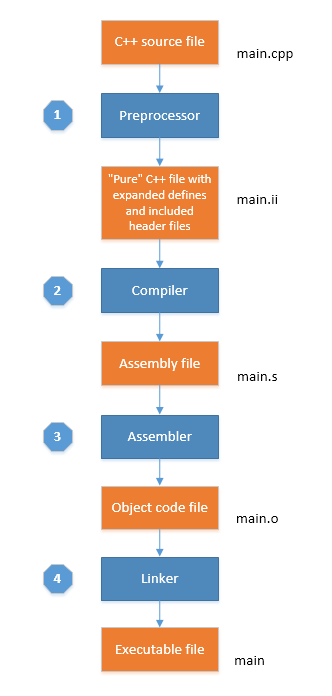 C++ source file
main.cpp
1
Preprocessor
"Pure" C++ file with
expanded defines
and included
header files
main.ii
2
Compiler
Assembly file
main.s
3
Assembler
Object code file
main.o
4
Linker
Executable file
main